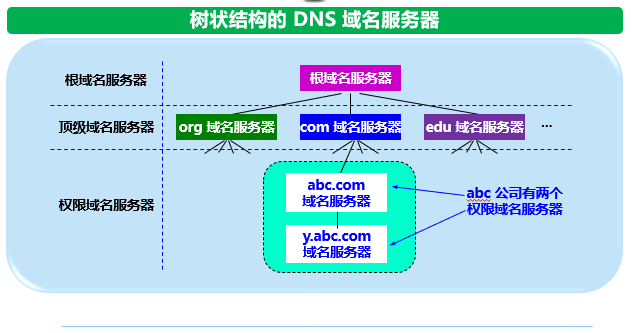 树状结构的 DNS 域名服务器
根域名服务器
根域名服务器
顶级域名服务器
org 域名服务器
com 域名服务器
edu 域名服务器
…
权限域名服务器
abc.com
域名服务器
y.abc.com
域名服务器
abc 公司有两个
权限域名服务器